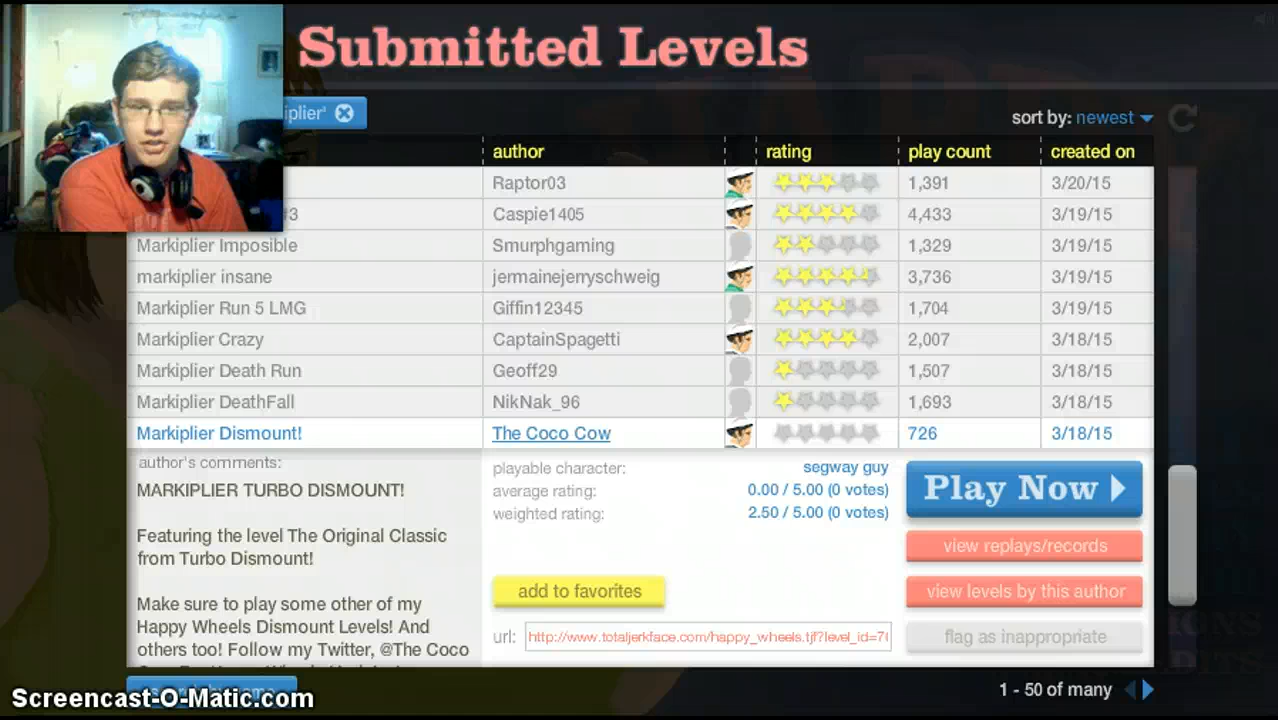 Submitted Levels
iplier'
sort by: newest
author rating play count created on
Raptor03 1,391 3/20/15
#3 Caspie1405 4,433 3/19/15
Markiplier Imposible Smurphgaming 1,329 3/19/15
markiplier insane jermainejerryschweig 3,736 3/19/15
Markiplier Run 5 LMG Giffin12345 1,704 3/19/15
Markiplier Crazy CaptainSpagetti 2,007 3/18/15
Markiplier Death Run Geoff29 1,507 3/18/15
Markiplier DeathFall NikNak_96 1,693 3/18/15
Markiplier Dismount! The Coco Cow 726 3/18/15
author's comments:
MARKIPLIER TURBO DISMOUNT!
Featuring the level The Original Classic
from Turbo Dismount!
Make sure to play some other of my
Happy Wheels Dismount Levels! And
others too! Follow my Twitter, @The Coco
playable character: segway guy
average rating: 0.00 / 5.00 (0 votes)
weighted rating: 2.50 / 5.00 (0 votes)
add to favorites
url: http://www.totaljerkface.com/happy_wheels.tjf?level_id=7
Play Now
view replays/records
view levels by this author
flag as inappropriate
1 - 50 of many
Screencast-O-Matic.com